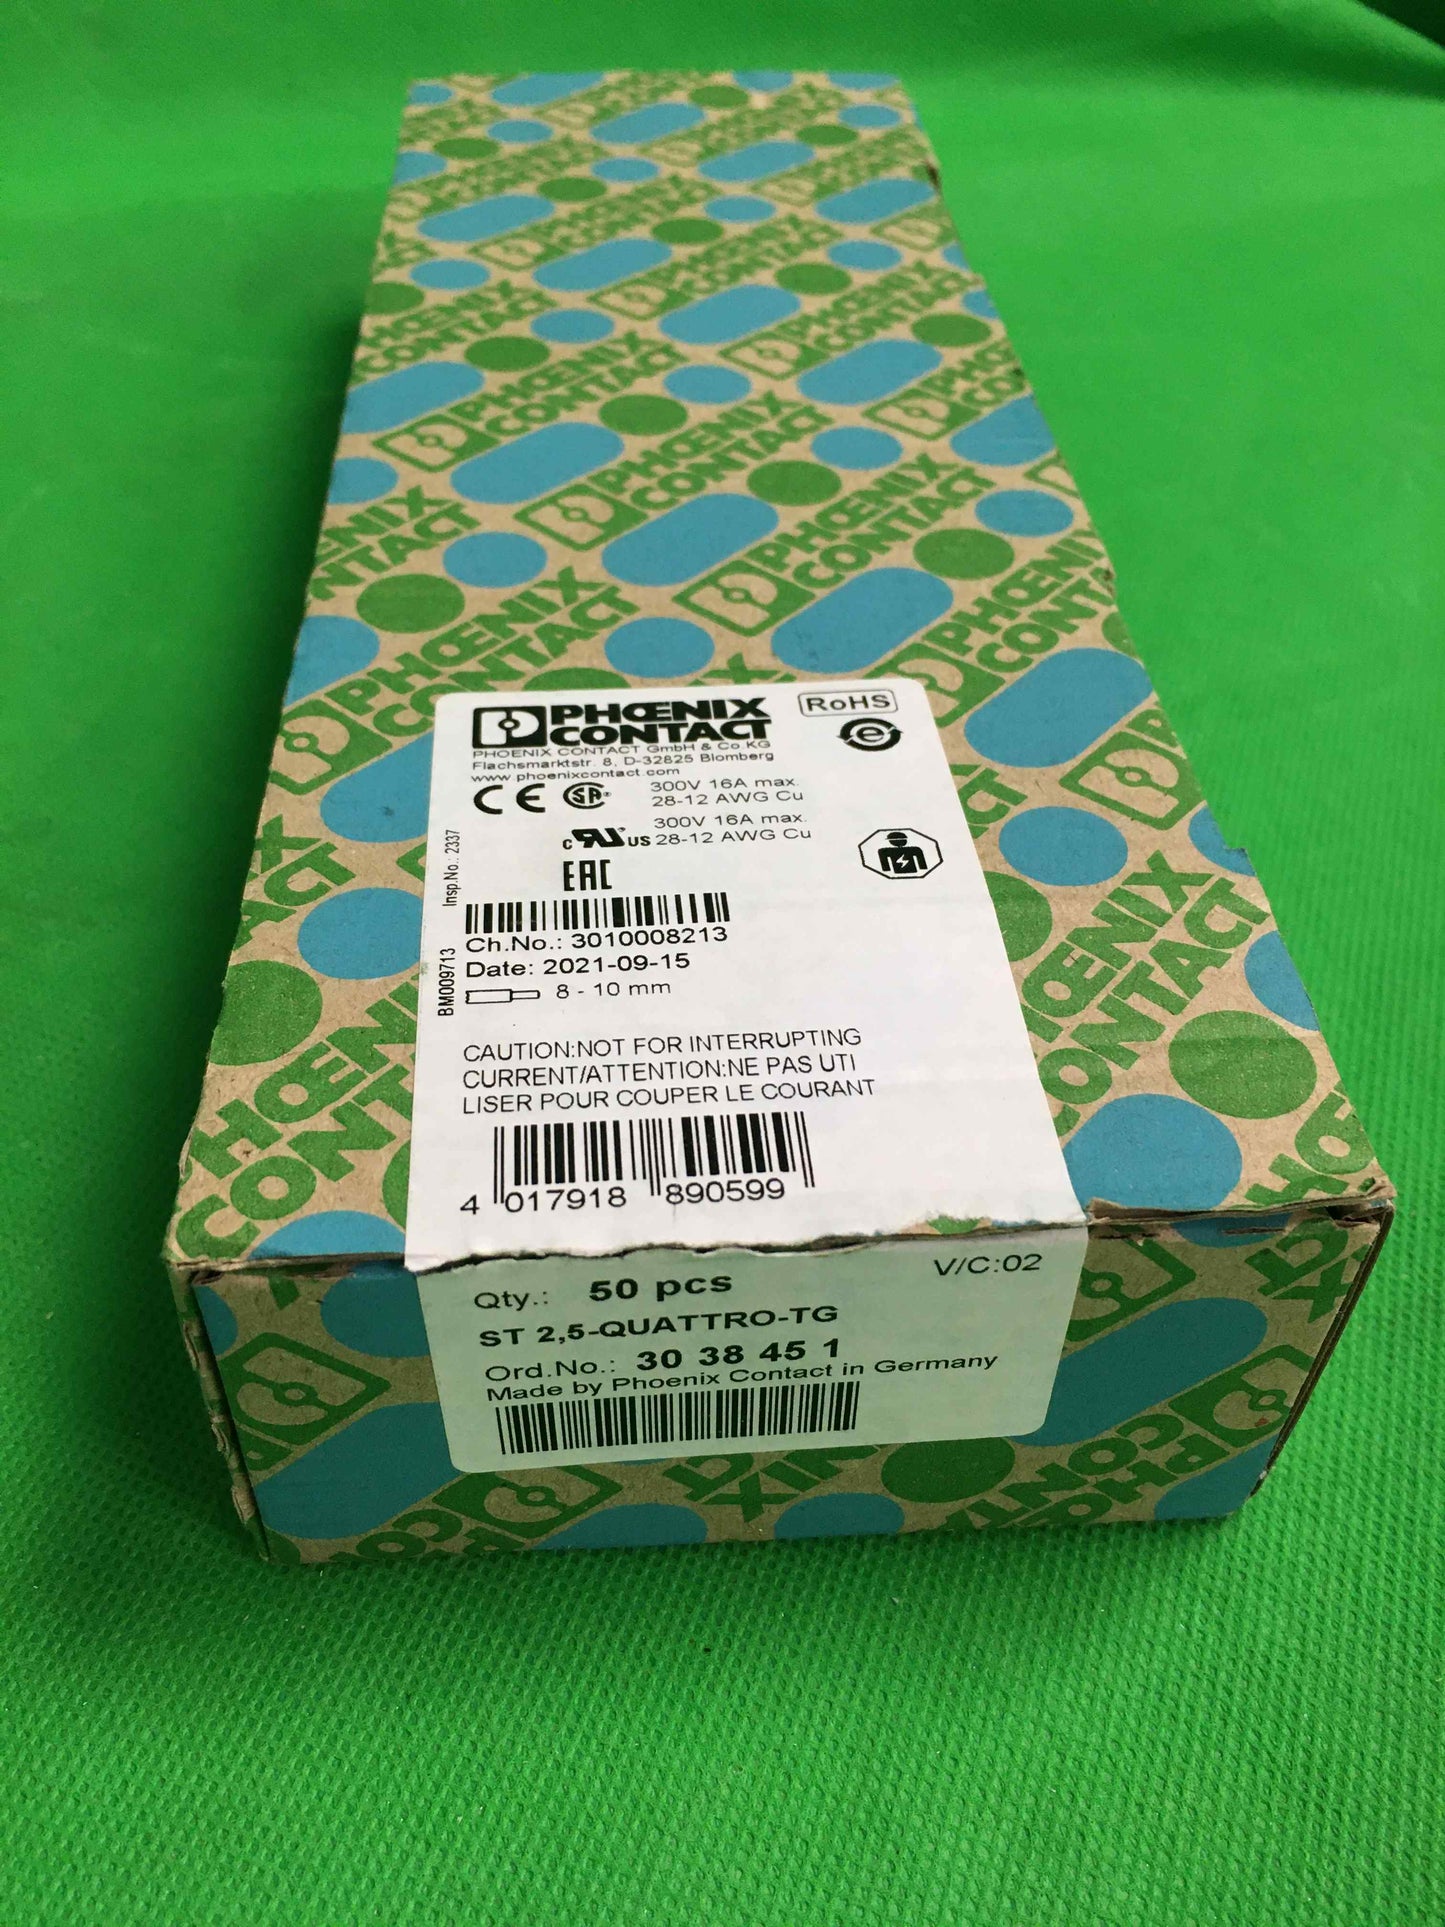 PHŒNIX
CONTACT
RoHS
PHOENIX CONTACT GmbH & Co.KG
Flachsmarktstr. 8, D-32825 Blomberg
www.phoenixcontact.com
CE SA® 300V 16A max.
28-12 AWG Cu
c RU US 300V 16A max.
28-12 AWG Cu
EAC
Insp.No.: 2337
BM009713
Ch.No.: 3010008213
Date: 2021-09-15
8 - 10 mm
CAUTION:NOT FOR INTERRUPTING
CURRENT/ATTENTION:NE PAS UTI
LISER POUR COUPER LE COURANT
4 017918 890599
V/C:02
Qty.: 50 pcs
ST 2,5-QUATTRO-TG
Ord.No.: 30 38 45 1
Made by Phoenix Contact in Germany